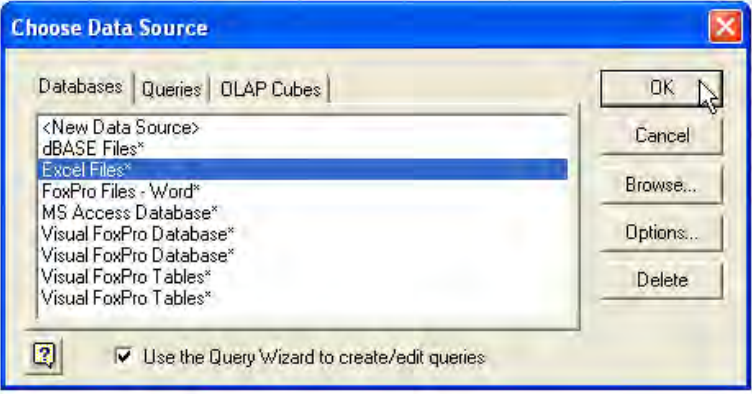 Choose Data Source
Databases
Queries
OLAP Cubes
<New Data Source>
dBASE Files*
Excel Files*
FoxPro Files - Word*
MS Access Database*
Visual FoxPro Database*
Visual FoxPro Database*
Visual FoxPro Tables*
Visual FoxPro Tables*
OK
Cancel
Browse...
Options...
Delete
Use the Query Wizard to create/edit queries